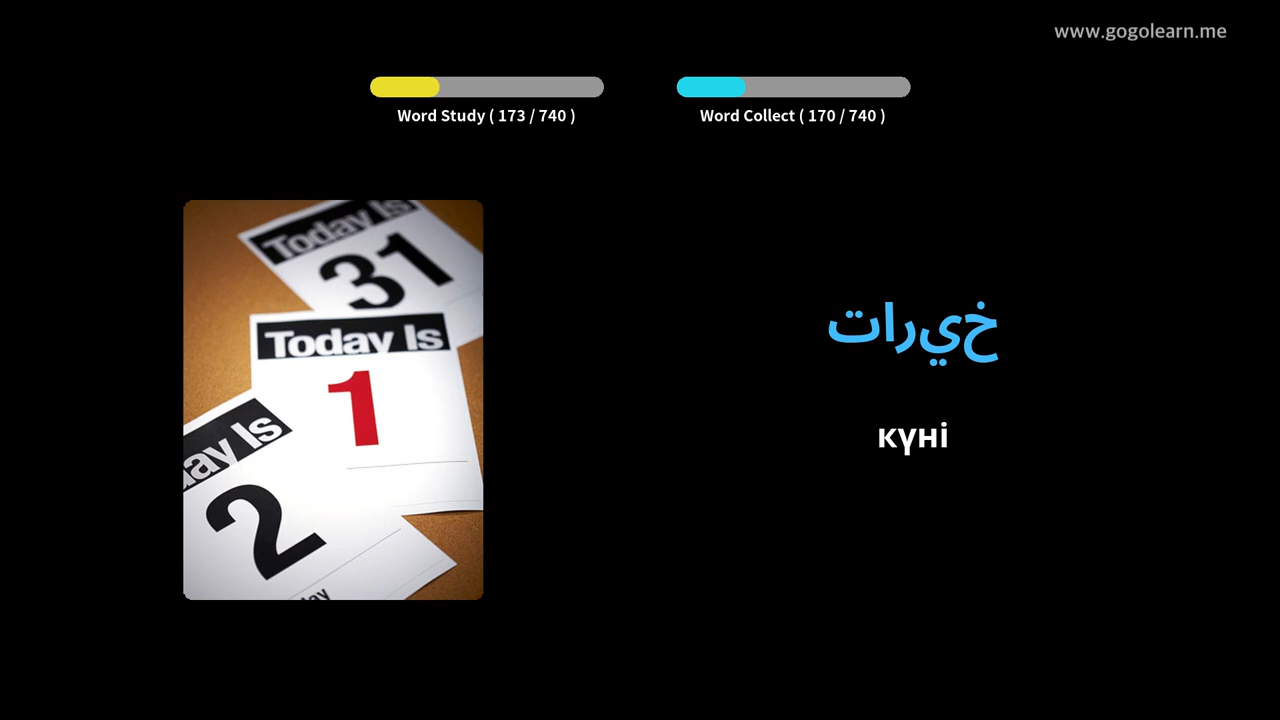 www.gogolearn.me
Word Study ( 173 / 740 )
Word Collect ( 170 / 740 )
Today Is
31
Today Is
1
ay Is
2
خيرات
күні